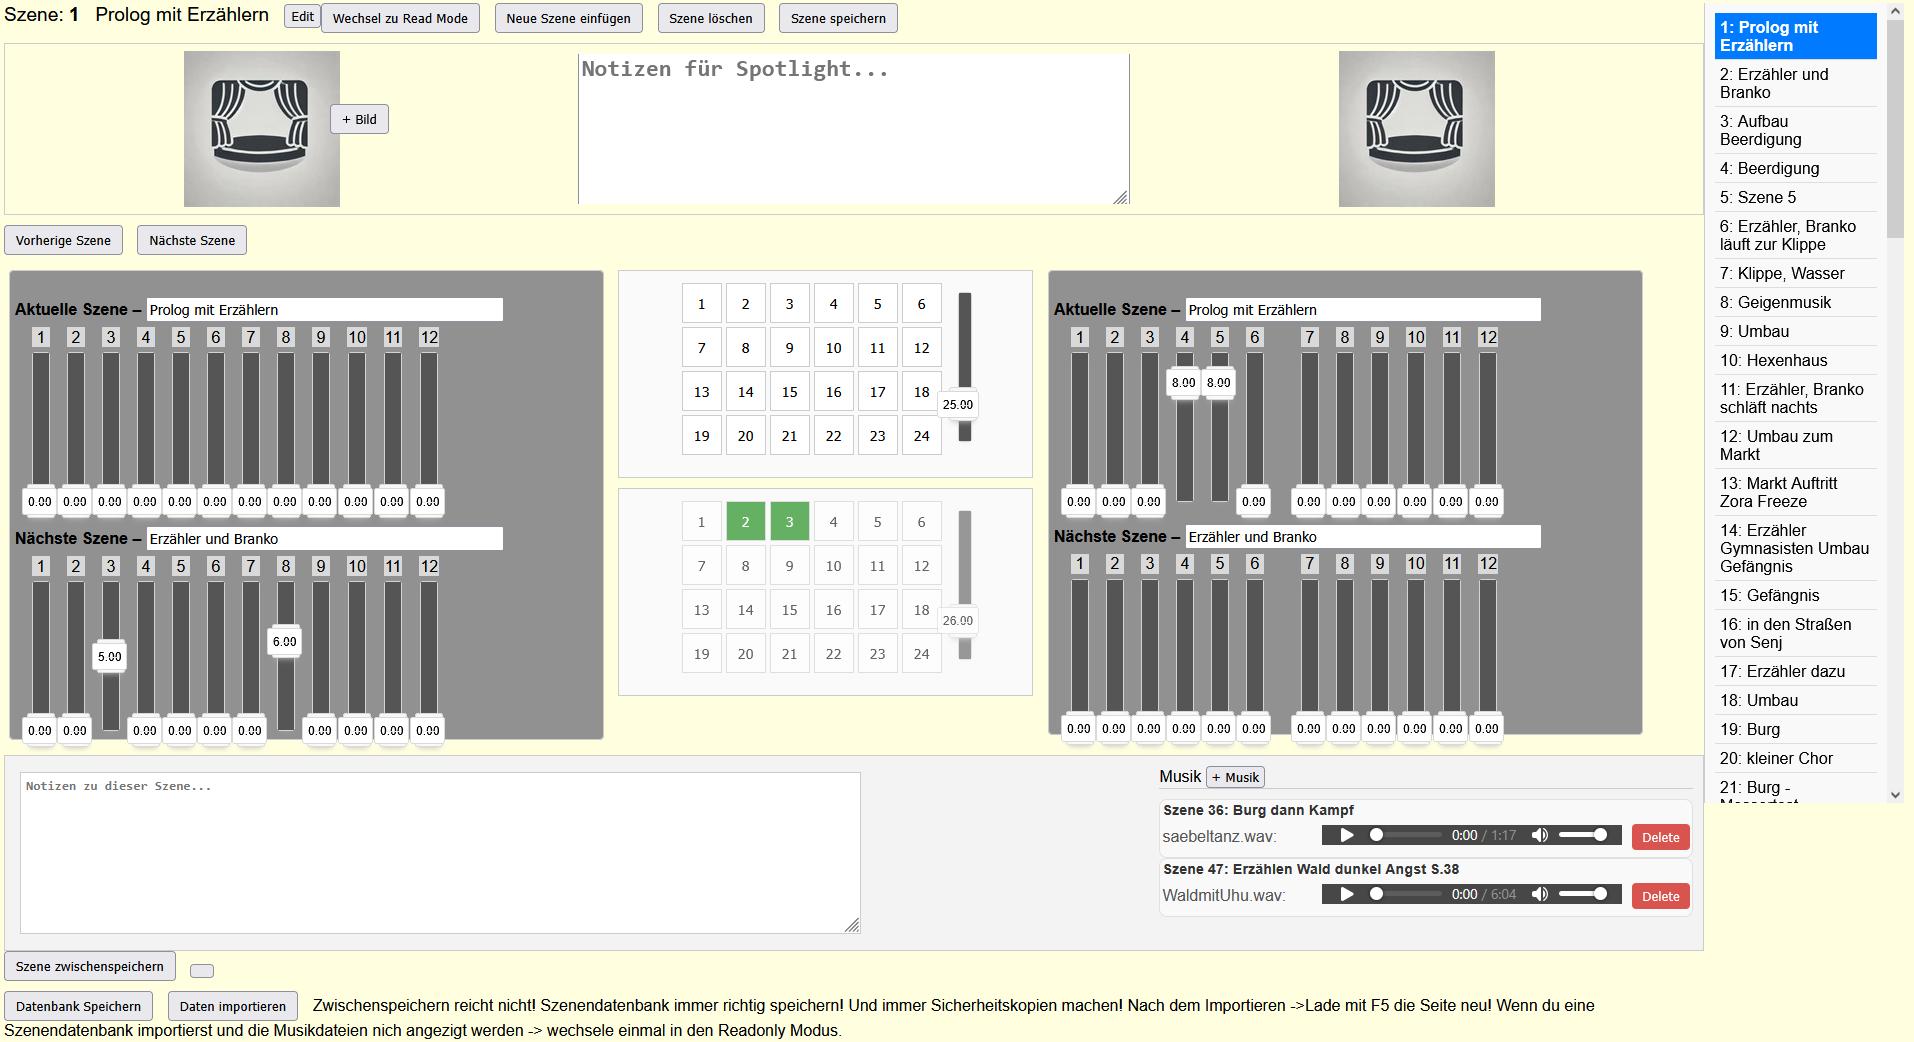 Szene: 1 Prolog mit Erzählern
Edit
Wechsel zu Read Mode
Neue Szene einfügen
Szene löschen
Szene speichern
+ Bild
Notizen für Spotlight...
Vorherige Szene
Nächste Szene
Aktuelle Szene – Prolog mit Erzählern
1 2 3 4 5 6 7 8 9 10 11 12
0.00 0.00 0.00 0.00 0.00 0.00 0.00 0.00 0.00 0.00 0.00 0.00
Nächste Szene – Erzähler und Branko
1 2 3 4 5 6 7 8 9 10 11 12
5.00 6.00
0.00 0.00 0.00 0.00 0.00 0.00 0.00 0.00 0.00 0.00
1 2 3 4 5 6
7 8 9 10 11 12
13 14 15 16 17 18
25.00
19 20 21 22 23 24
1 2 3 4 5 6
7 8 9 10 11 12
13 14 15 16 17 18
26.00
19 20 21 22 23 24
Aktuelle Szene – Prolog mit Erzählern
1 2 3 4 5 6 7 8 9 10 11 12
8.00 8.00
0.00 0.00 0.00 0.00 0.00 0.00 0.00 0.00 0.00 0.00
Nächste Szene – Erzähler und Branko
1 2 3 4 5 6 7 8 9 10 11 12
0.00 0.00 0.00 0.00 0.00 0.00 0.00 0.00 0.00 0.00 0.00 0.00
Notizen zu dieser Szene...
Musik + Musik
Szene 36: Burg dann Kampf
saebeltanz.wav: 0:00 / 1:17 Delete
Szene 47: Erzählen Wald dunkel Angst S.38
WaldmitUhu.wav: 0:00 / 6:04 Delete
Szene zwischenspeichern
Datenbank Speichern
Daten importieren
Zwischenspeichern reicht nicht! Szenendatenbank immer richtig speichern! Und immer Sicherheitskopien machen! Nach dem Importieren ->Lade mit F5 die Seite neu! Wenn du eine
Szenendatenbank importierst und die Musikdateien nich angezigt werden -> wechsele einmal in den Readonly Modus.
1: Prolog mit
Erzählern
2: Erzähler und
Branko
3: Aufbau
Beerdigung
4: Beerdigung
5: Szene 5
6: Erzähler, Branko
läuft zur Klippe
7: Klippe, Wasser
8: Geigenmusik
9: Umbau
10: Hexenhaus
11: Erzähler, Branko
schläft nachts
12: Umbau zum
Markt
13: Markt Auftritt
Zora Freeze
14: Erzähler
Gymnasisten Umbau
Gefängnis
15: Gefängnis
16: in den Straßen
von Senj
17: Erzähler dazu
18: Umbau
19: Burg
20: kleiner Chor
21: Burg -